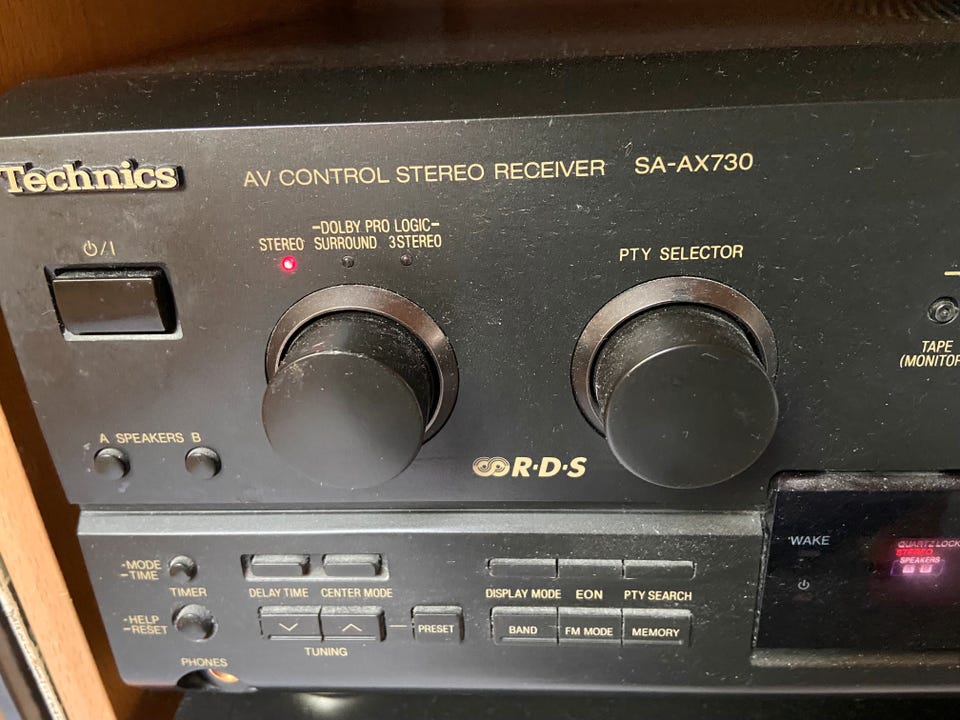 Technics
AV CONTROL STEREO RECEIVER SA-AX730
⏻/I
-DOLBY PRO LOGIC-
STEREO SURROUND 3STEREO
PTY SELECTOR
TAPE
(MONITOR
A SPEAKERS B
R·D·S
WAKE
QUARTZ LOCK
STEREO
SPEAKERS
A B
-MODE
-TIME
TIMER
DELAY TIME CENTER MODE
DISPLAY MODE EON PTY SEARCH
-HELP
-RESET
PRESET
BAND FM MODE MEMORY
TUNING
PHONES